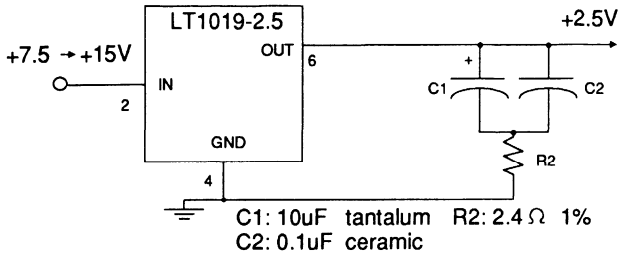 LT1019-2.5
+2.5V
OUT
6
+7.5 → +15V
+
IN
2
C1
C2
GND
R2
4
C1: 10uF tantalum R2: 2.4Ω 1%
C2: 0.1uF ceramic